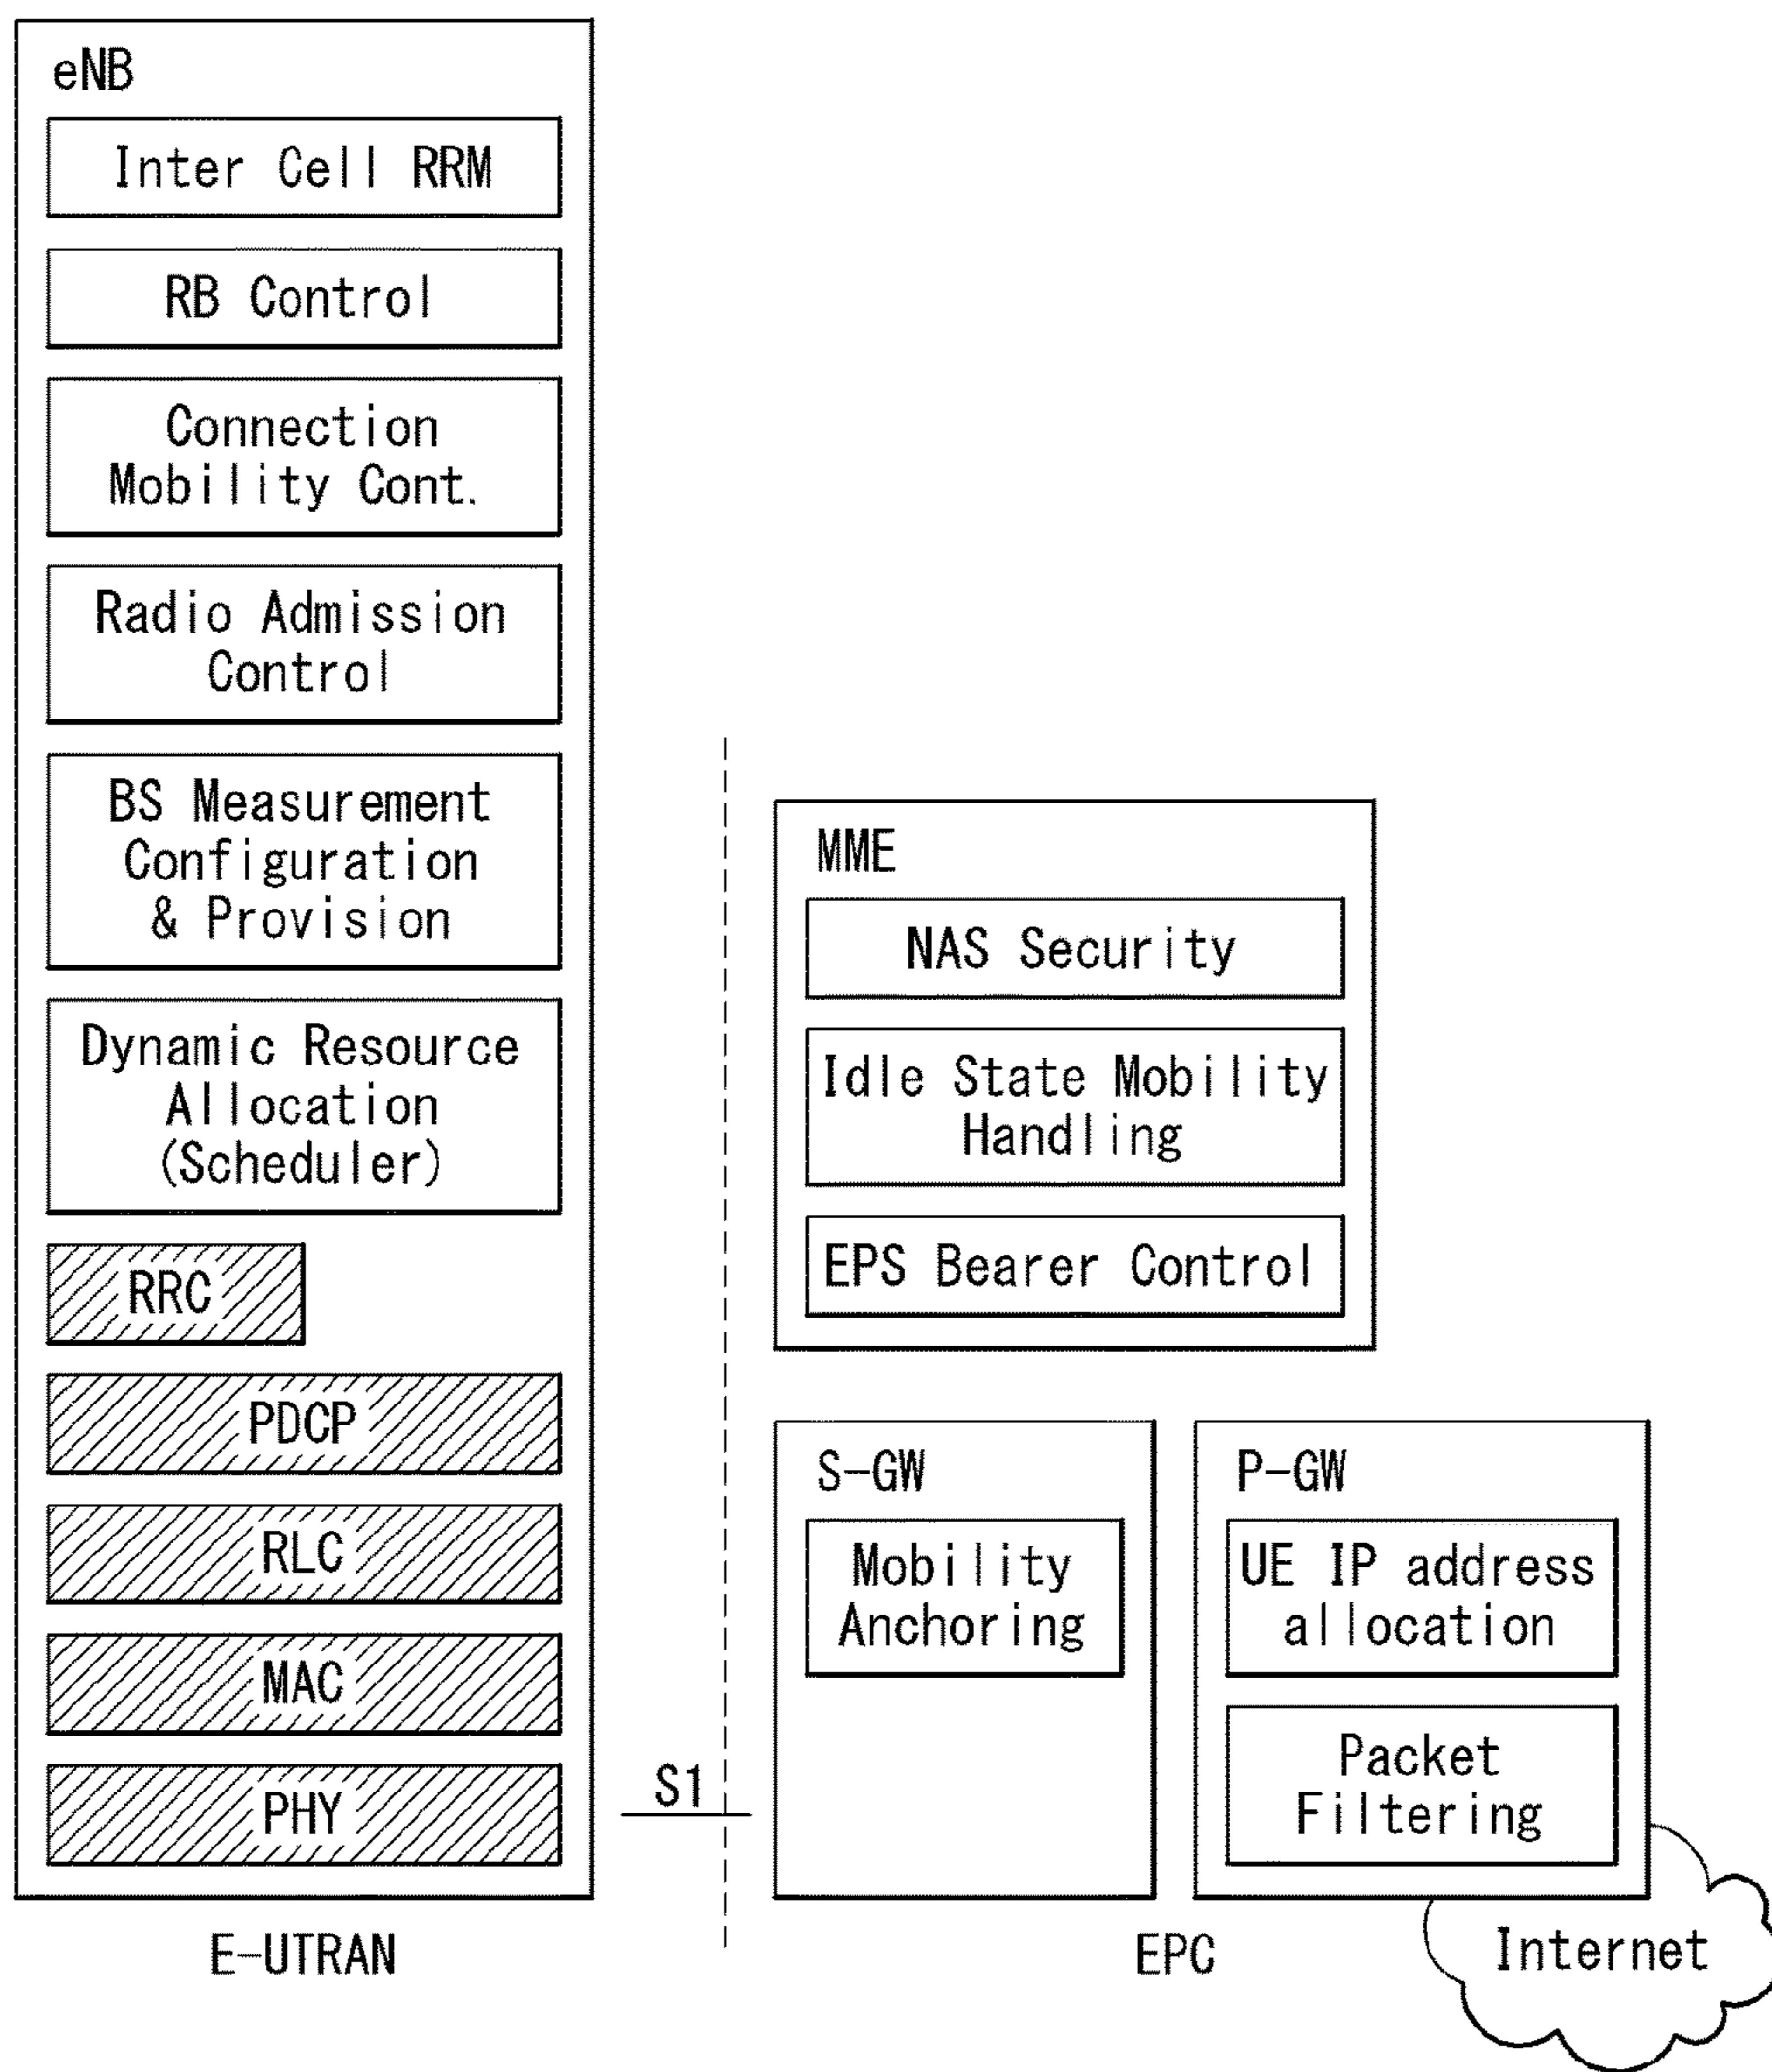 eNB
Inter Cell RRM
RB Control
Connection
Mobility Cont.
Radio Admission
Control
BS Measurement
Configuration
& Provision
Dynamic Resource
Allocation
(Scheduler)
RRC
PDCP
RLC
MAC
PHY
E-UTRAN
S1
MME
NAS Security
Idle State Mobility
Handling
EPS Bearer Control
S-GW
Mobility
Anchoring
P-GW
UE IP address
allocation
Packet
Filtering
EPC
Internet